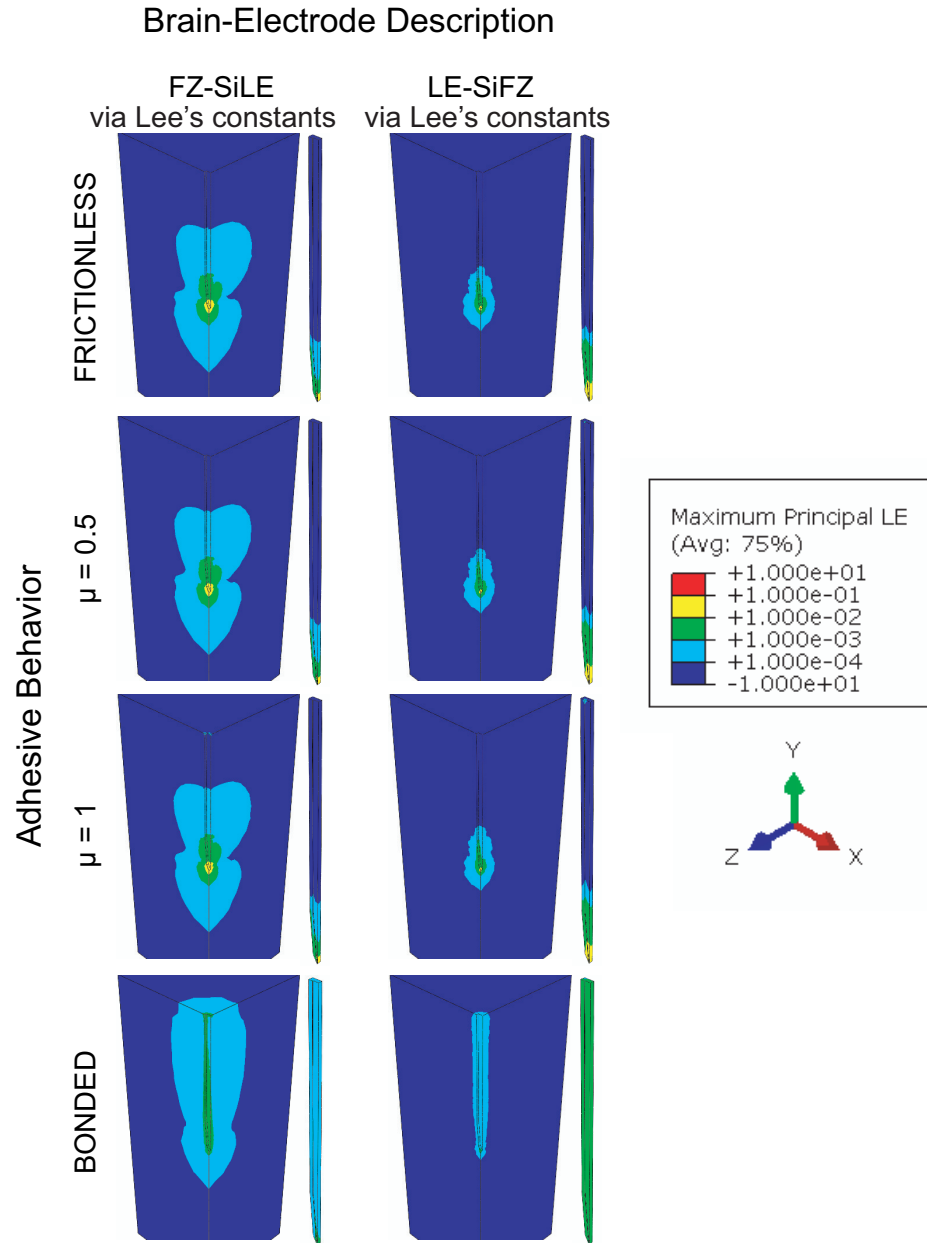 Brain-Electrode Description
FZ-SiLE
via Lee's constants
LE-SiFZ
via Lee's constants
Adhesive Behavior
FRICTIONLESS
μ = 0.5
μ = 1
BONDED
Maximum Principal LE
(Avg: 75%)
+1.000e+01
+1.000e-01
+1.000e-02
+1.000e-03
+1.000e-04
-1.000e+01
Y
Z
X